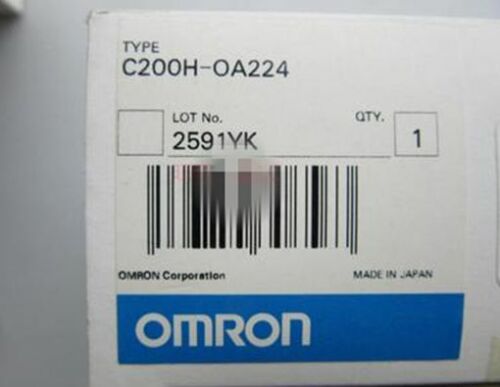 TYPE
C200H-OA224
LOT No.
QTY.
2591YK
1
OMRON Corporation
MADE IN JAPAN
OMRON